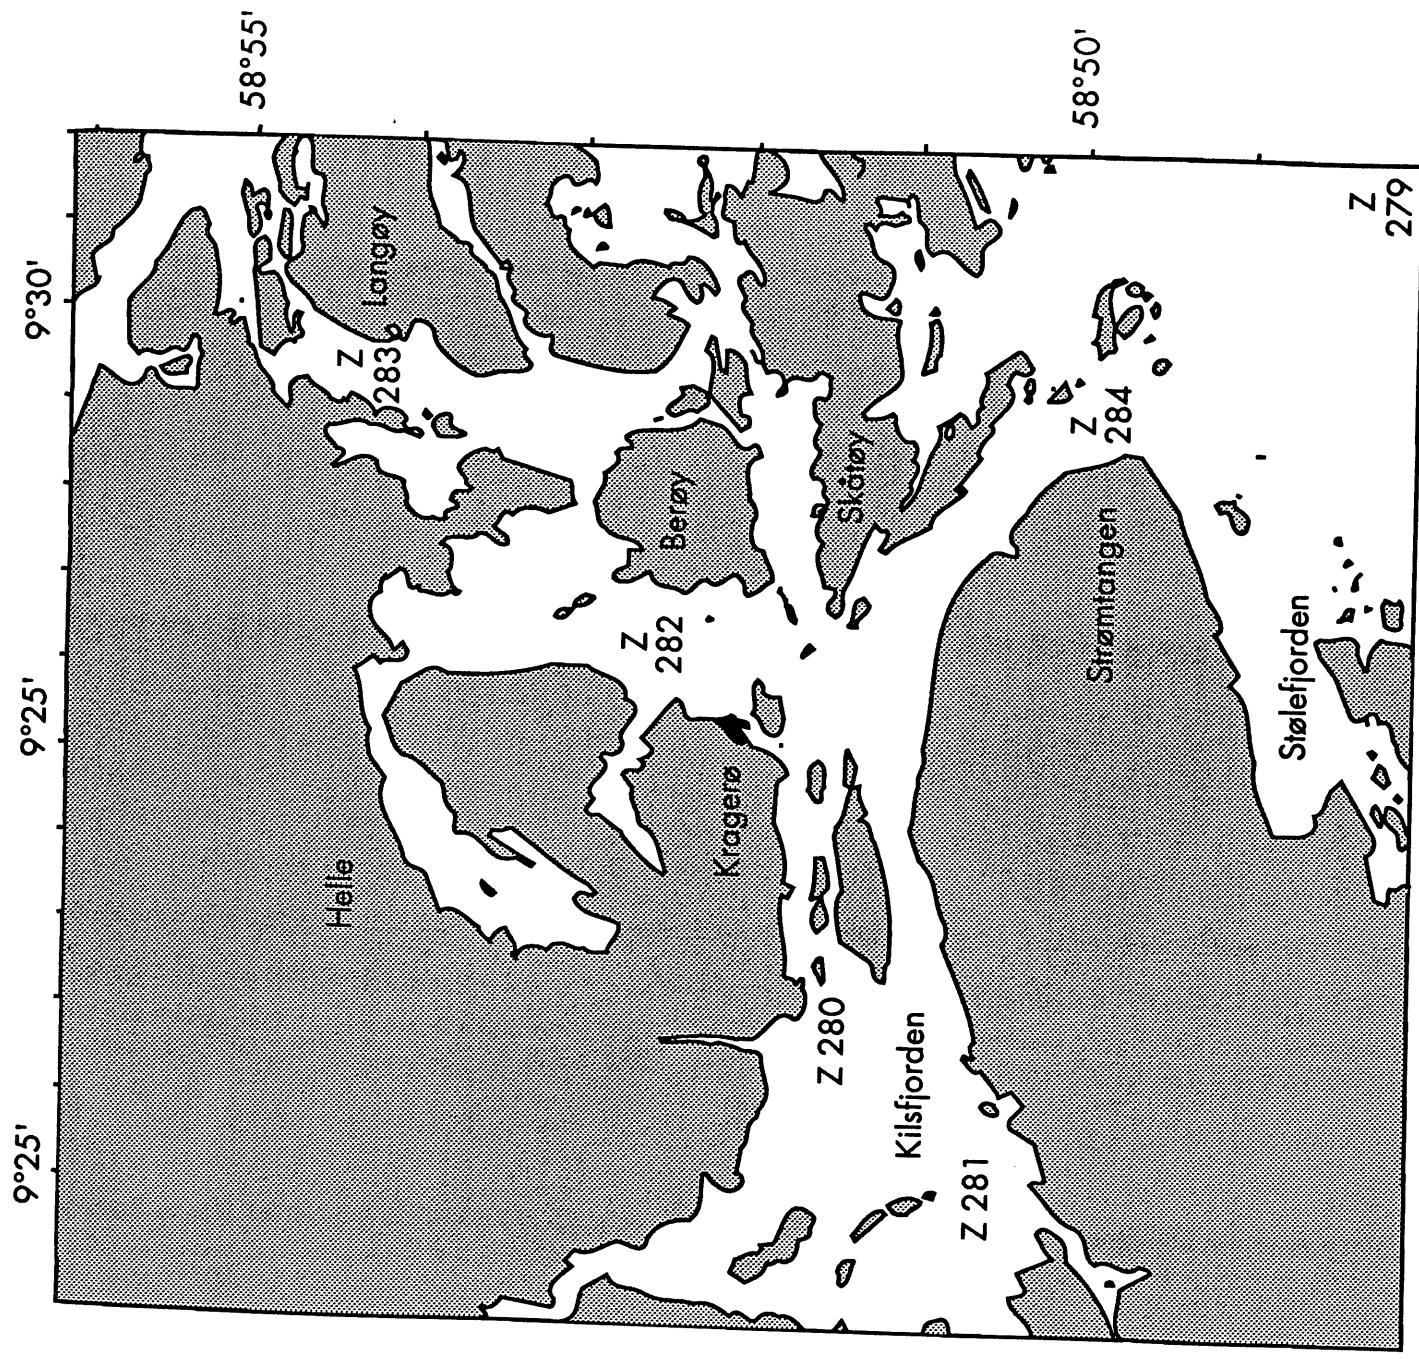 58°55'
58°50'
9°30'
9°25'
9°25'
Langøy
Z
283
Z
279
Z
284
Skåtøy
Berøy
Strømtangen
Z
282
Stølefjorden
Kragerø
Helle
Z 280
Kilsfjorden
Z 281